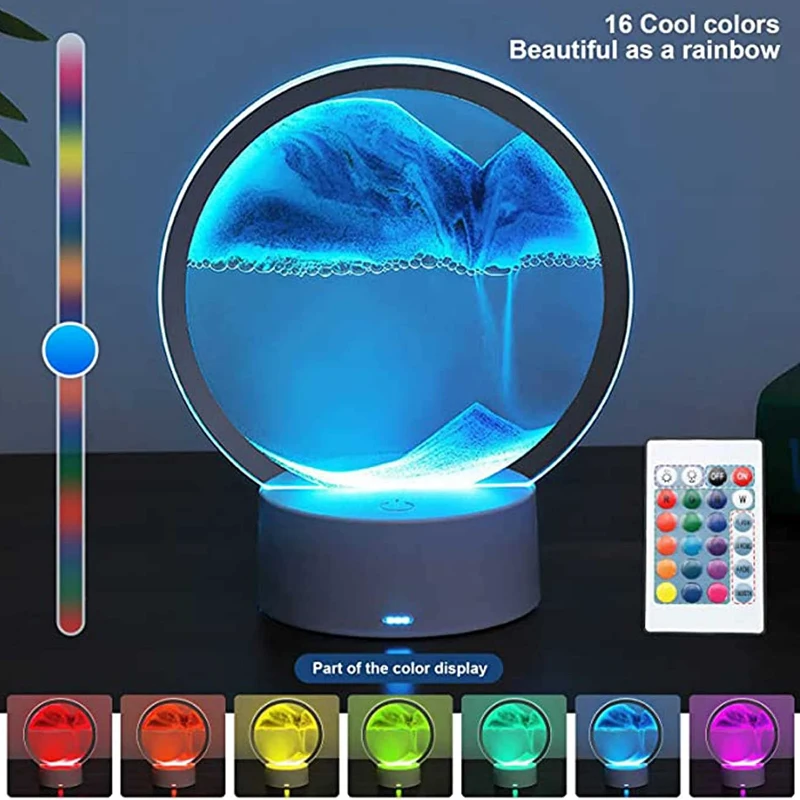 16 Cool colors
Beautiful as a rainbow
OFF
ON
R
W
Part of the color display